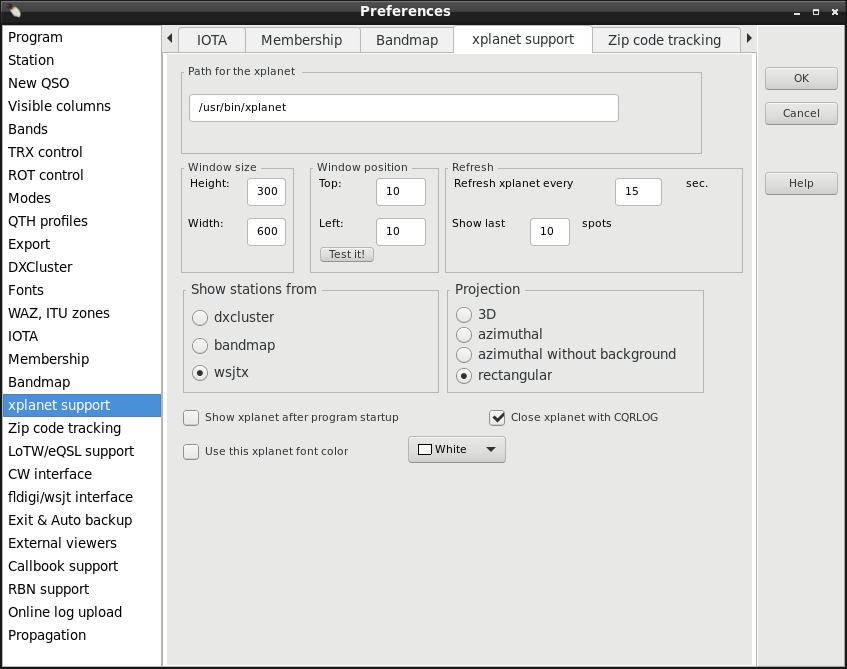 Preferences
Program
Station
New QSO
Visible columns
Bands
TRX control
ROT control
Modes
QTH profiles
Export
DXCluster
Fonts
WAZ, ITU zones
IOTA
Membership
Bandmap
xplanet support
Zip code tracking
LoTW/eQSL support
CW interface
fldigi/wsjt interface
Exit & Auto backup
External viewers
Callbook support
RBN support
Online log upload
Propagation
IOTA Membership Bandmap xplanet support Zip code tracking
Path for the xplanet
/usr/bin/xplanet
Window size
Height: 300
Width: 600
Window position
Top: 10
Left: 10
Test it!
Refresh
Refresh xplanet every 15 sec.
Show last 10 spots
Show stations from
dxcluster
bandmap
wsjtx
Projection
3D
azimuthal
azimuthal without background
rectangular
Show xplanet after program startup
Close xplanet with CQRLOG
Use this xplanet font color
White
OK
Cancel
Help